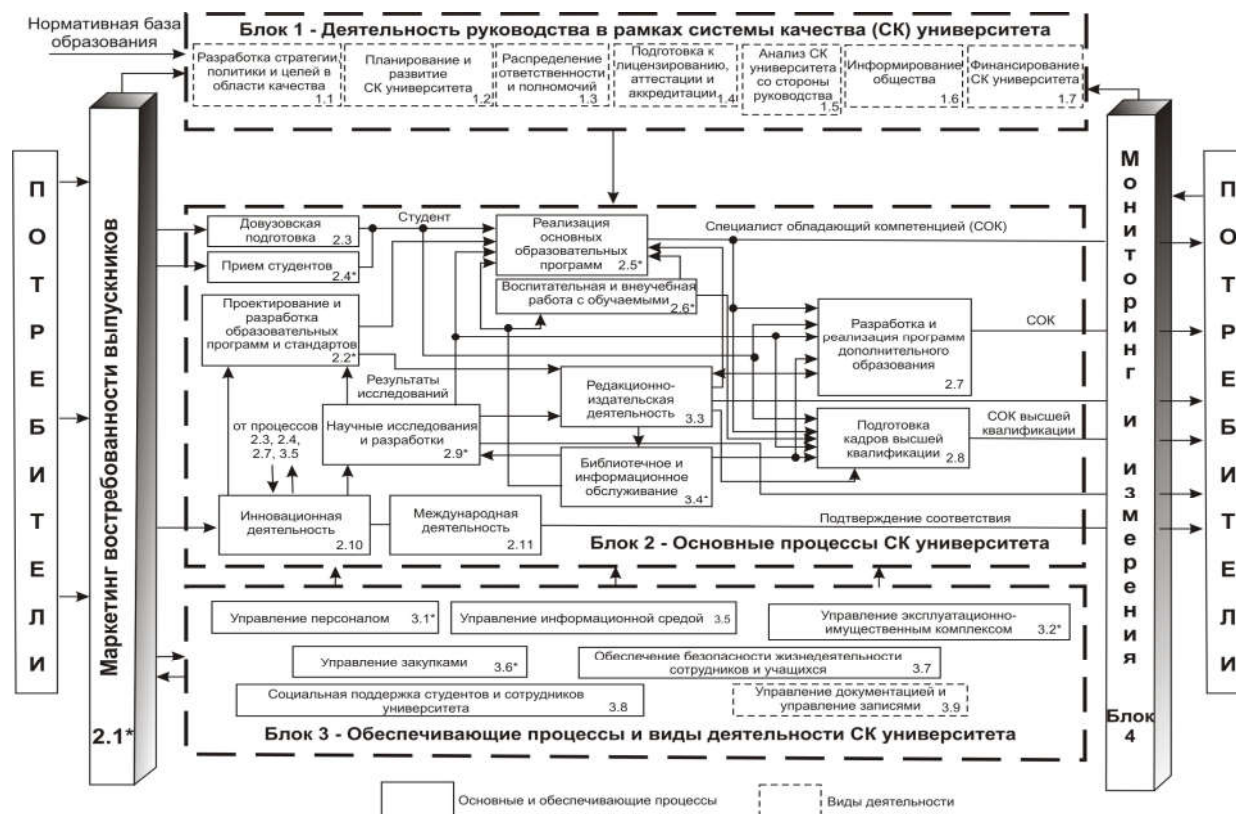 Нормативная база
образования
Блок 1 - Деятельность руководства в рамках системы качества (СК) университета
Разработка стратегии,
политики и целей в
области качества
1.1
Планирование и
развитие
СК университета
1.2
Распределение
ответственности
и полномочий
1.3
Подготовка к
лицензированию,
аттестации и
аккредитации
1.4
Анализ СК
университета
со стороны
руководства
1.5
Информирование
общества
1.6
Финансирование
СК университета
1.7
ПОТРЕБИТЕЛИ
Маркетинг востребованности выпускников
2.1*
Довузовская
подготовка
2.3
Студент
Прием студентов
2.4*
Реализация
основных
образовательных
программ
2.5*
Специалист обладающий компетенцией (СОК)
Проектирование и
разработка
образовательных
программ и стандартов
2.2*
Воспитательная и внеучебная
работа с обучаемыми
2.6*
Разработка и
реализация программ
дополнительного
образования
2.7
СОК
Результаты
исследований
Редакционно-
издательская
деятельность
3.3
от процессов
2.3, 2.4,
2.7, 3.5
Научные исследования
и разработки
2.9*
Подготовка
кадров высшей
квалификации
2.8
СОК высшей
квалификации
Библиотечное и
информационное
обслуживание
3.4*
Инновационная
деятельность
2.10
Международная
деятельность
2.11
Подтверждение соответствия
Блок 2 - Основные процессы СК университета
Управление персоналом
3.1*
Управление информационной средой
3.5
Управление эксплуатационно-
имущественным комплексом
3.2*
Управление закупками
3.6*
Обеспечение безопасности жизнедеятельности
сотрудников и учащихся
3.7
Социальная поддержка студентов и сотрудников
университета
3.8
Управление документацией и
управление записями
3.9
Блок 3 - Обеспечивающие процессы и виды деятельности СК университета
Мониторинг и измерения
Блок
4
ПОТРЕБИТЕЛИ
Основные и обеспечивающие процессы
Виды деятельности